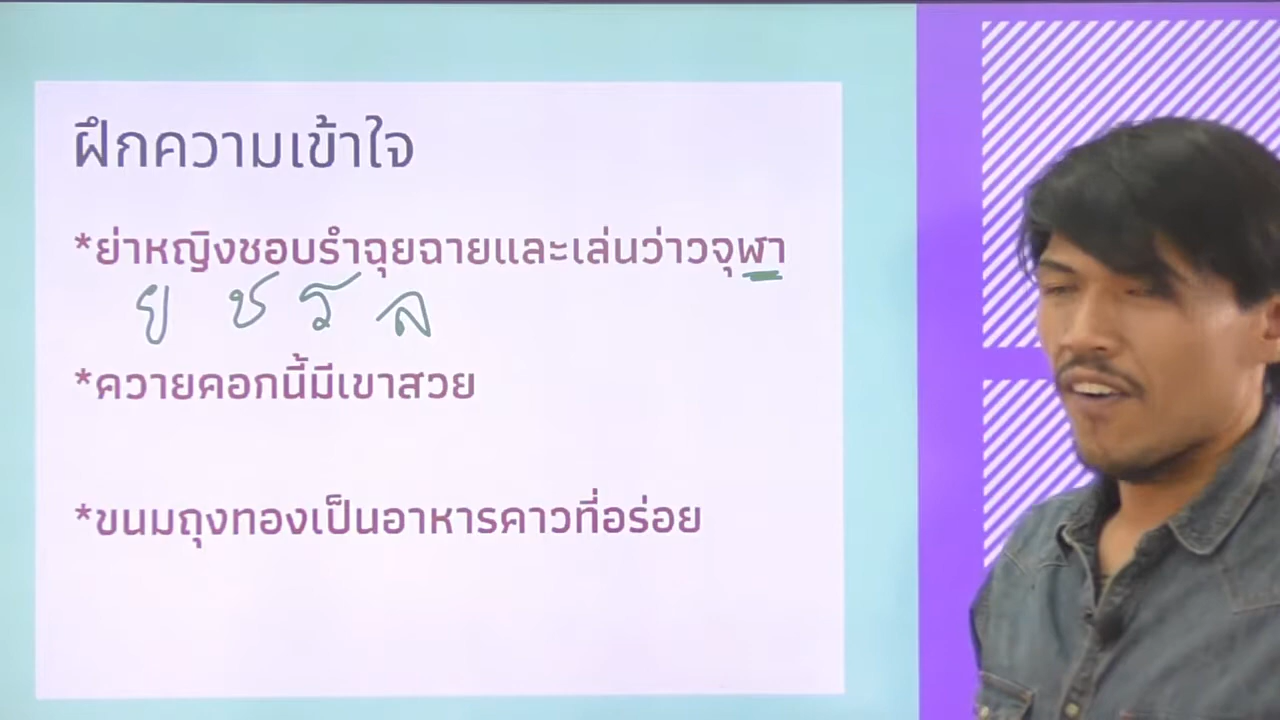 ฝึกความเข้าใจ
*ย่าหญิงชอบรำฉุยฉายและเล่นว่าวจุฬา
ย ช ร ล
*ควายคอกนี้มีเขาสวย
*ขนมถุงทองเป็นอาหารคาวที่อร่อย